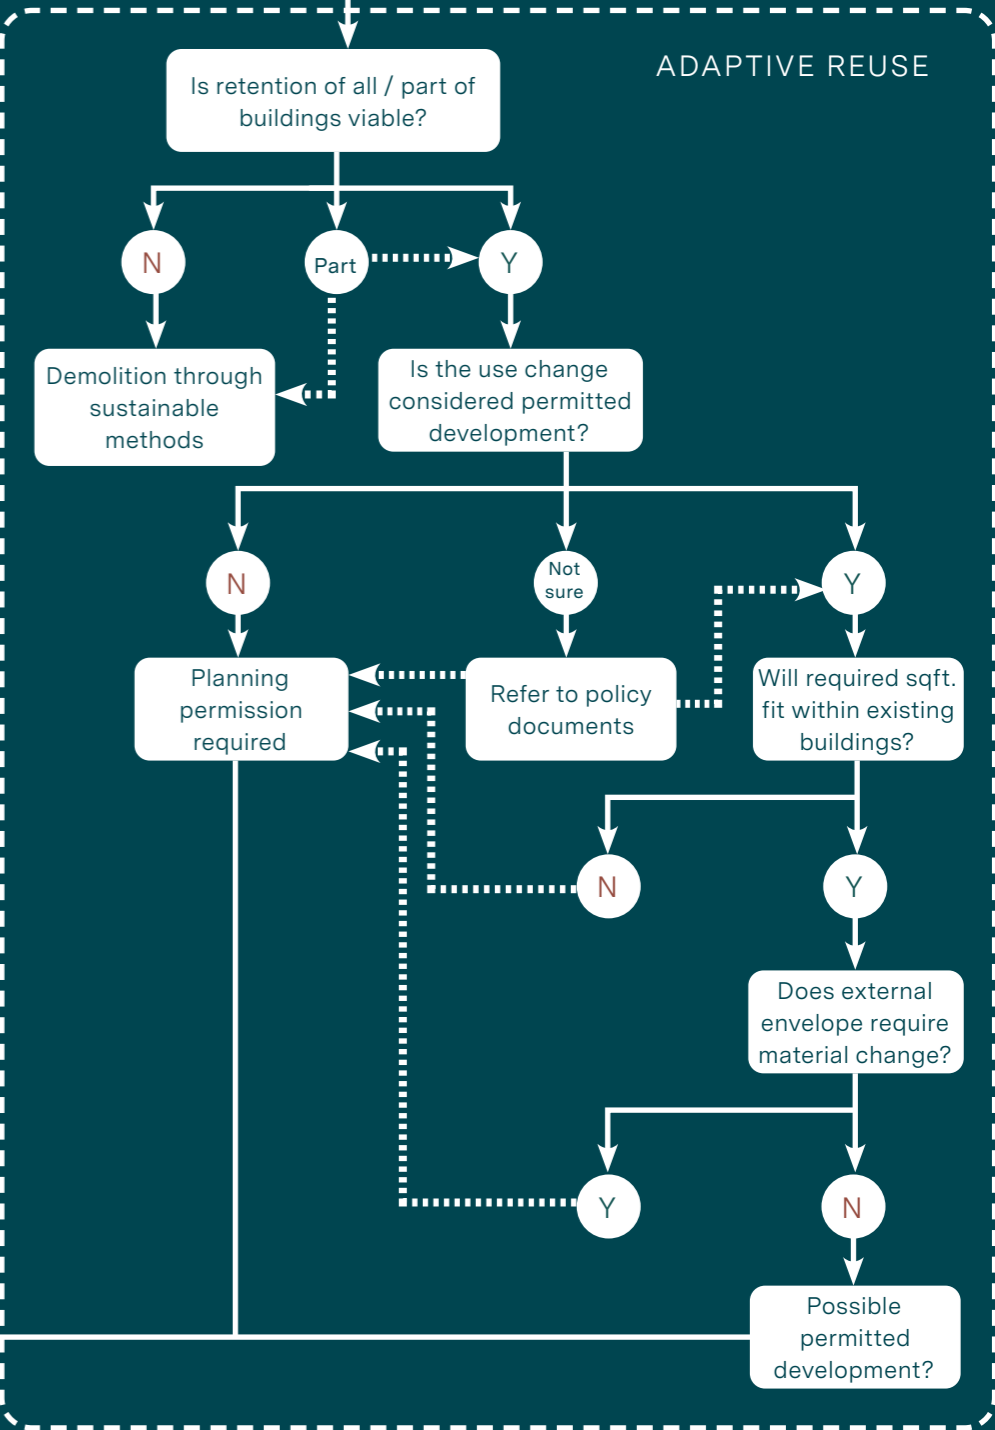 ADAPTIVE REUSE
Is retention of all / part of
buildings viable?
N
Part
Y
Demolition through
sustainable
methods
Is the use change
considered permitted
development?
N
Not
sure
Y
Planning
permission
required
Refer to policy
documents
Will required sqft.
fit within existing
buildings?
N
Y
Does external
envelope require
material change?
Y
N
Possible
permitted
development?